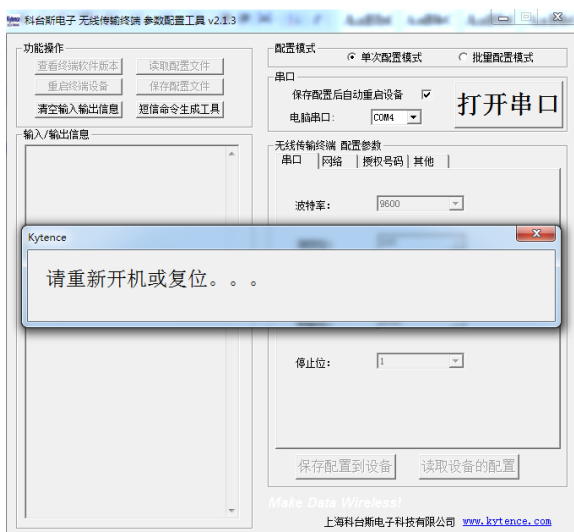 科台斯电子 无线传输终端 参数配置工具 v2.1.3
功能操作
查看终端软件版本
读取配置文件
重启终端设备
保存配置文件
清空输入输出信息
短信命令生成工具
输入/输出信息
配置模式
单次配置模式
批量配置模式
串口
保存配置后自动重启设备
电脑串口:
COM4
打开串口
无线传输终端 配置参数
串口
网络
授权号码
其他
波特率:
9600
Kytence
请重新开机或复位。。。
停止位:
1
保存配置到设备
读取设备的配置
Make Data Wireless!
上海科台斯电子科技有限公司 www.kytence.com